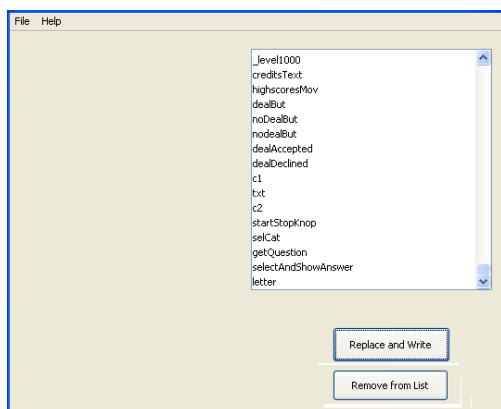 File Help
_level1000
creditsText
highscoresMov
dealBut
noDealBut
nodealBut
dealAccepted
dealDeclined
c1
txt
c2
startStopKnop
selCat
getQuestion
selectAndShowAnswer
letter
Replace and Write
Remove from List